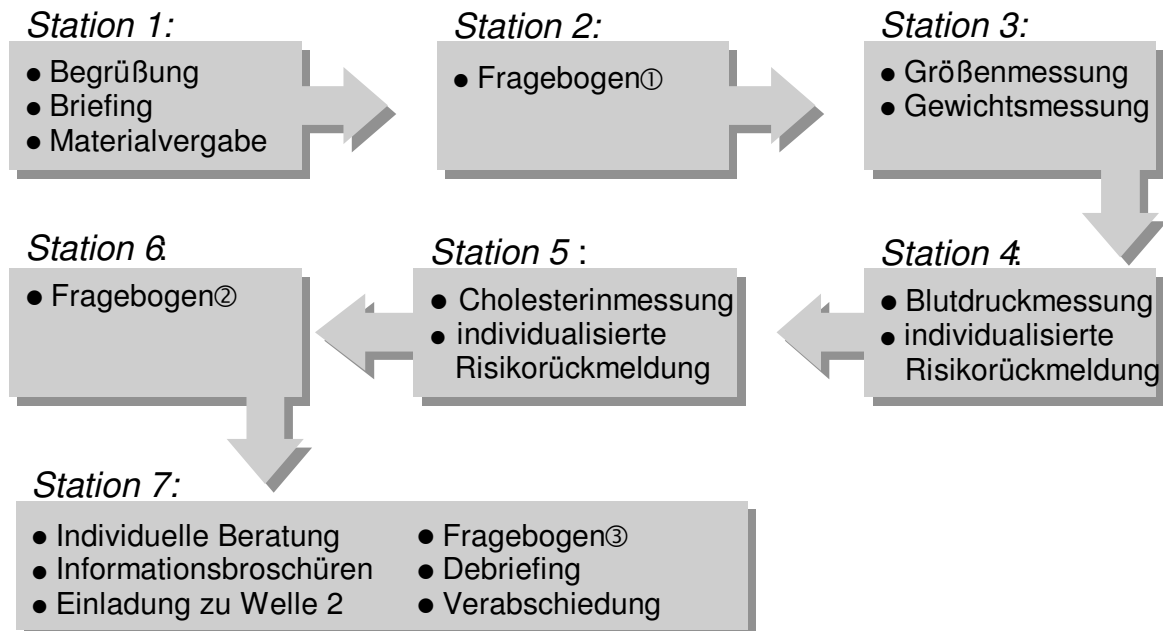 Station 1:
● Begrüßung
● Briefing
● Materialvergabe
Station 2:
● Fragebogen①
Station 3:
● Größenmessung
● Gewichtsmessung
Station 4:
● Blutdruckmessung
● individualisierte
Risikorückmeldung
Station 5 :
● Cholesterinmessung
● individualisierte
Risikorückmeldung
Station 6:
● Fragebogen②
Station 7:
● Individuelle Beratung
● Informationsbroschüren
● Einladung zu Welle 2
● Fragebogen③
● Debriefing
● Verabschiedung